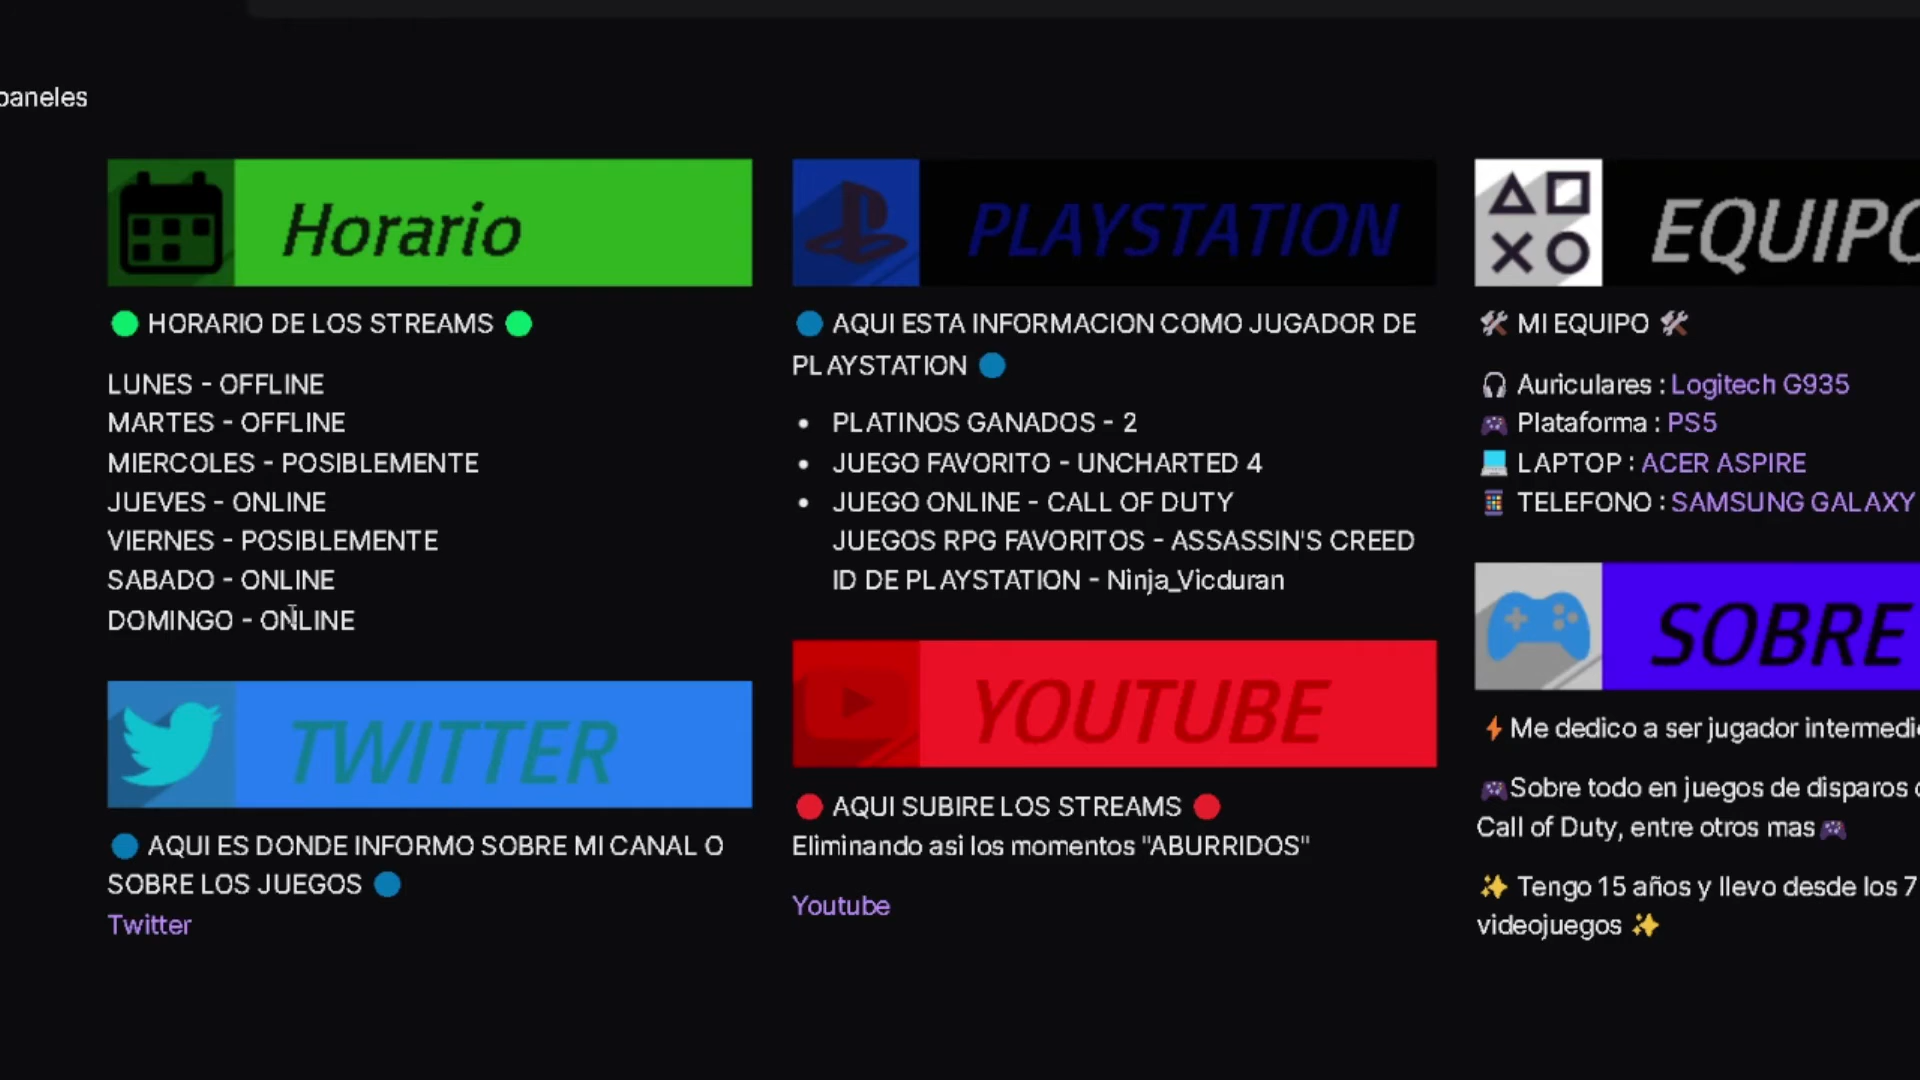 paneles
Horario
HORARIO DE LOS STREAMS
LUNES - OFFLINE
MARTES - OFFLINE
MIERCOLES - POSIBLEMENTE
JUEVES - ONLINE
VIERNES - POSIBLEMENTE
SABADO - ONLINE
DOMINGO - ONLINE
TWITTER
AQUI ES DONDE INFORMO SOBRE MI CANAL O
SOBRE LOS JUEGOS
Twitter
PLAYSTATION
AQUI ESTA INFORMACION COMO JUGADOR DE
PLAYSTATION
• PLATINOS GANADOS - 2
• JUEGO FAVORITO - UNCHARTED 4
• JUEGO ONLINE - CALL OF DUTY
JUEGOS RPG FAVORITOS - ASSASSIN'S CREED
ID DE PLAYSTATION - Ninja_Vicduran
YOUTUBE
AQUI SUBIRE LOS STREAMS
Eliminando asi los momentos "ABURRIDOS"
Youtube
EQUIPO
MI EQUIPO
Auriculares : Logitech G935
Plataforma : PS5
LAPTOP : ACER ASPIRE
TELEFONO : SAMSUNG GALAXY
SOBRE
Me dedico a ser jugador intermedi
Sobre todo en juegos de disparos
Call of Duty, entre otros mas
Tengo 15 años y llevo desde los 7
videojuegos